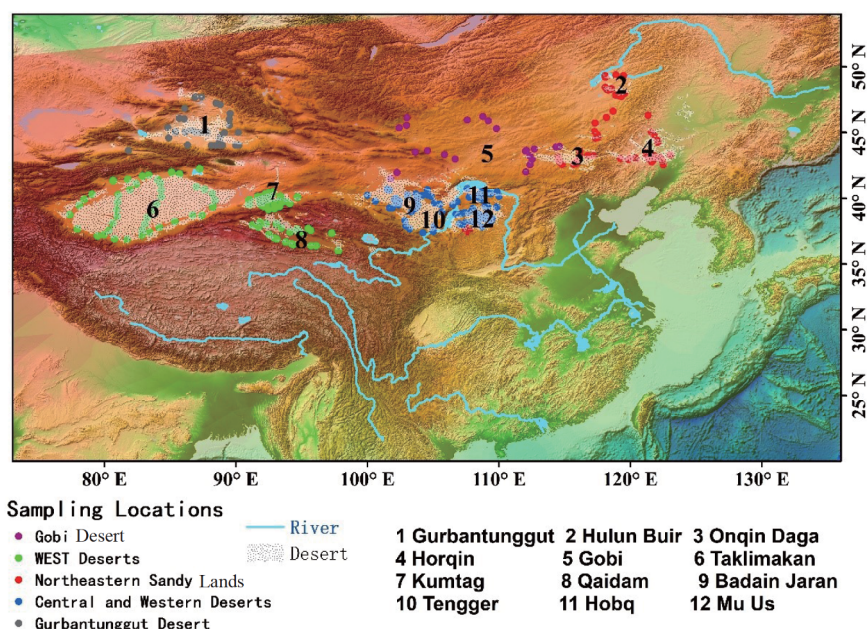 50° N
45° N
40° N
35° N
30° N
25° N
1
2
3
4
5
6
7
8
9
10
11
12
80° E 90° E 100° E 110° E 120° E 130° E
Sampling Locations
Gobi Desert
WEST Deserts
Northeastern Sandy Lands
Central and Western Deserts
Gurbantunggut Desert
River
Desert
1 Gurbantunggut 2 Hulun Buir 3 Onqin Daga
4 Horqin 5 Gobi 6 Taklimakan
7 Kumtag 8 Qaidam 9 Badain Jaran
10 Tengger 11 Hobq 12 Mu Us